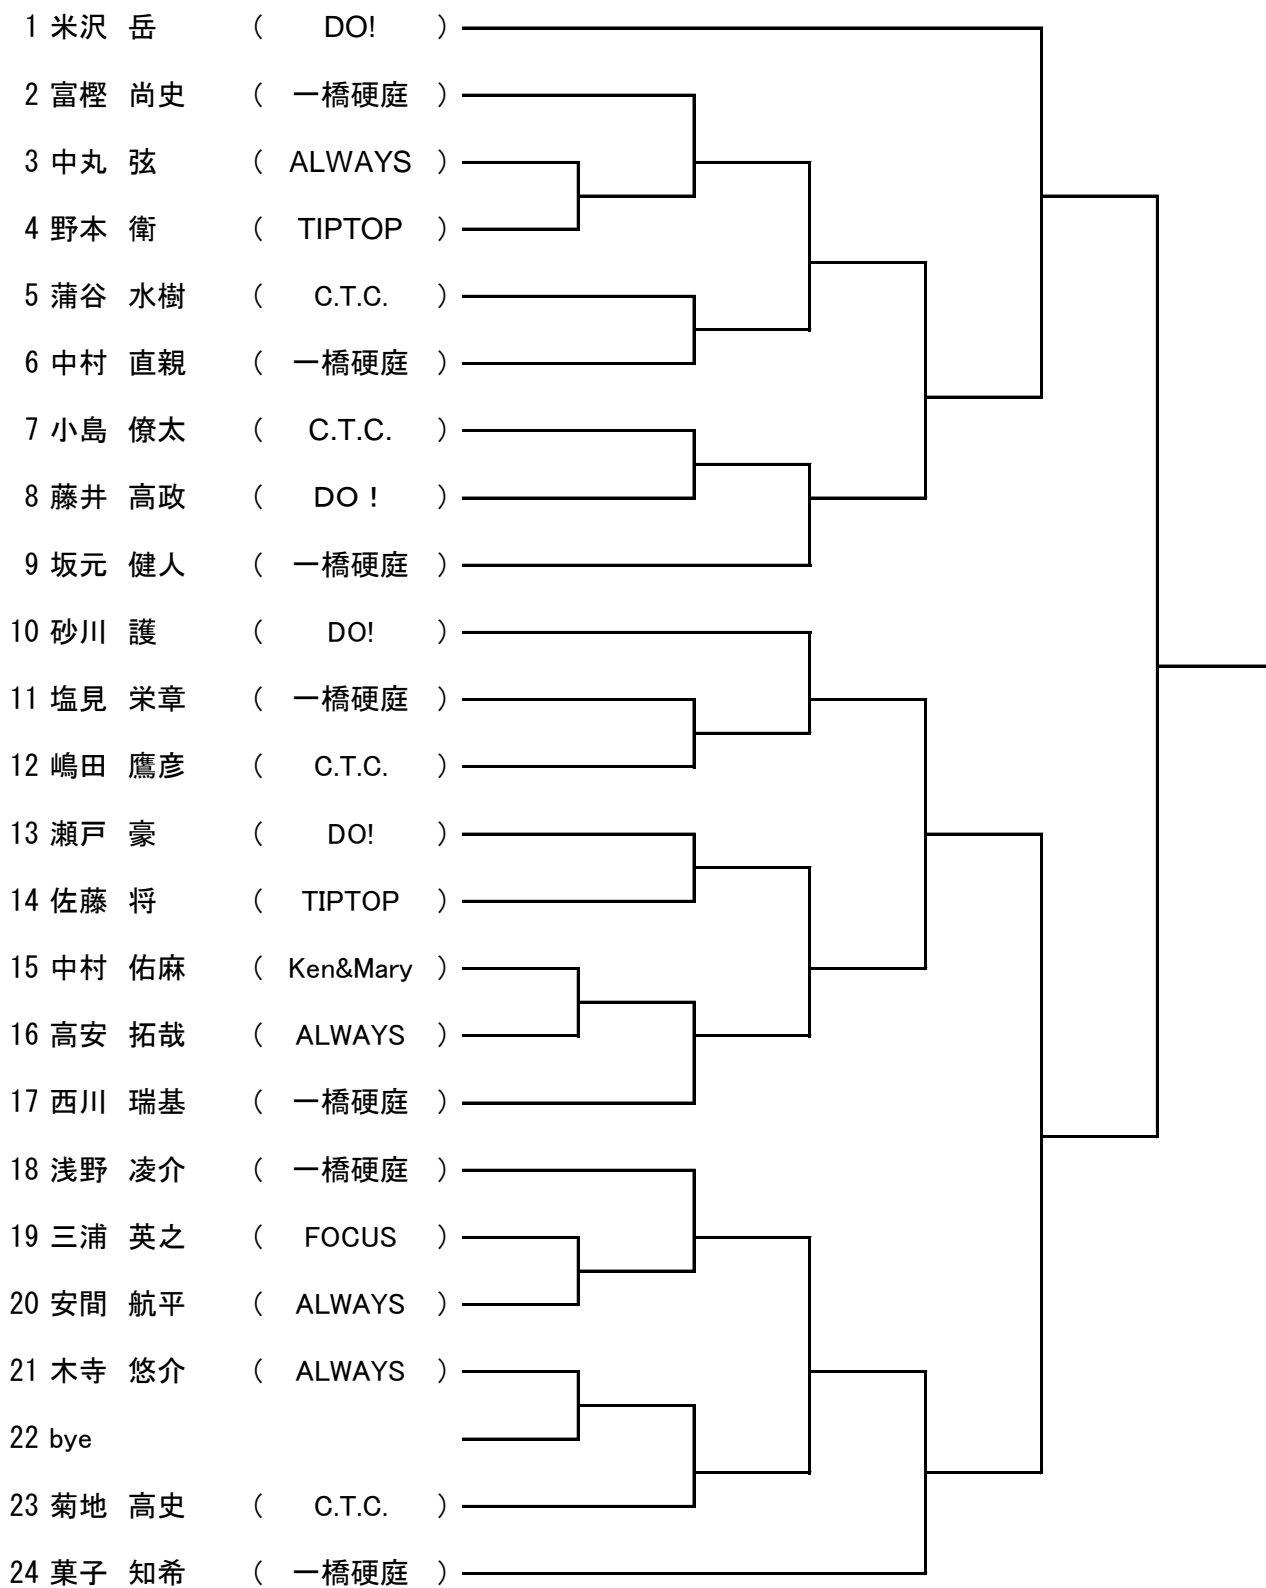 1 米沢 岳 ( DO! )
2 富樫 尚史 ( 一橋硬庭 )
3 中丸 弦 ( ALWAYS )
4 野本 衛 ( TIPTOP )
5 蒲谷 水樹 ( C.T.C. )
6 中村 直親 ( 一橋硬庭 )
7 小島 僚太 ( C.T.C. )
8 藤井 高政 ( DO! )
9 坂元 健人 ( 一橋硬庭 )
10 砂川 護 ( DO! )
11 塩見 栄章 ( 一橋硬庭 )
12 嶋田 鷹彦 ( C.T.C. )
13 瀬戸 豪 ( DO! )
14 佐藤 将 ( TIPTOP )
15 中村 佑麻 ( Ken&Mary )
16 高安 拓哉 ( ALWAYS )
17 西川 瑞基 ( 一橋硬庭 )
18 浅野 凌介 ( 一橋硬庭 )
19 三浦 英之 ( FOCUS )
20 安間 航平 ( ALWAYS )
21 木寺 悠介 ( ALWAYS )
22 bye
23 菊地 高史 ( C.T.C. )
24 菓子 知希 ( 一橋硬庭 )